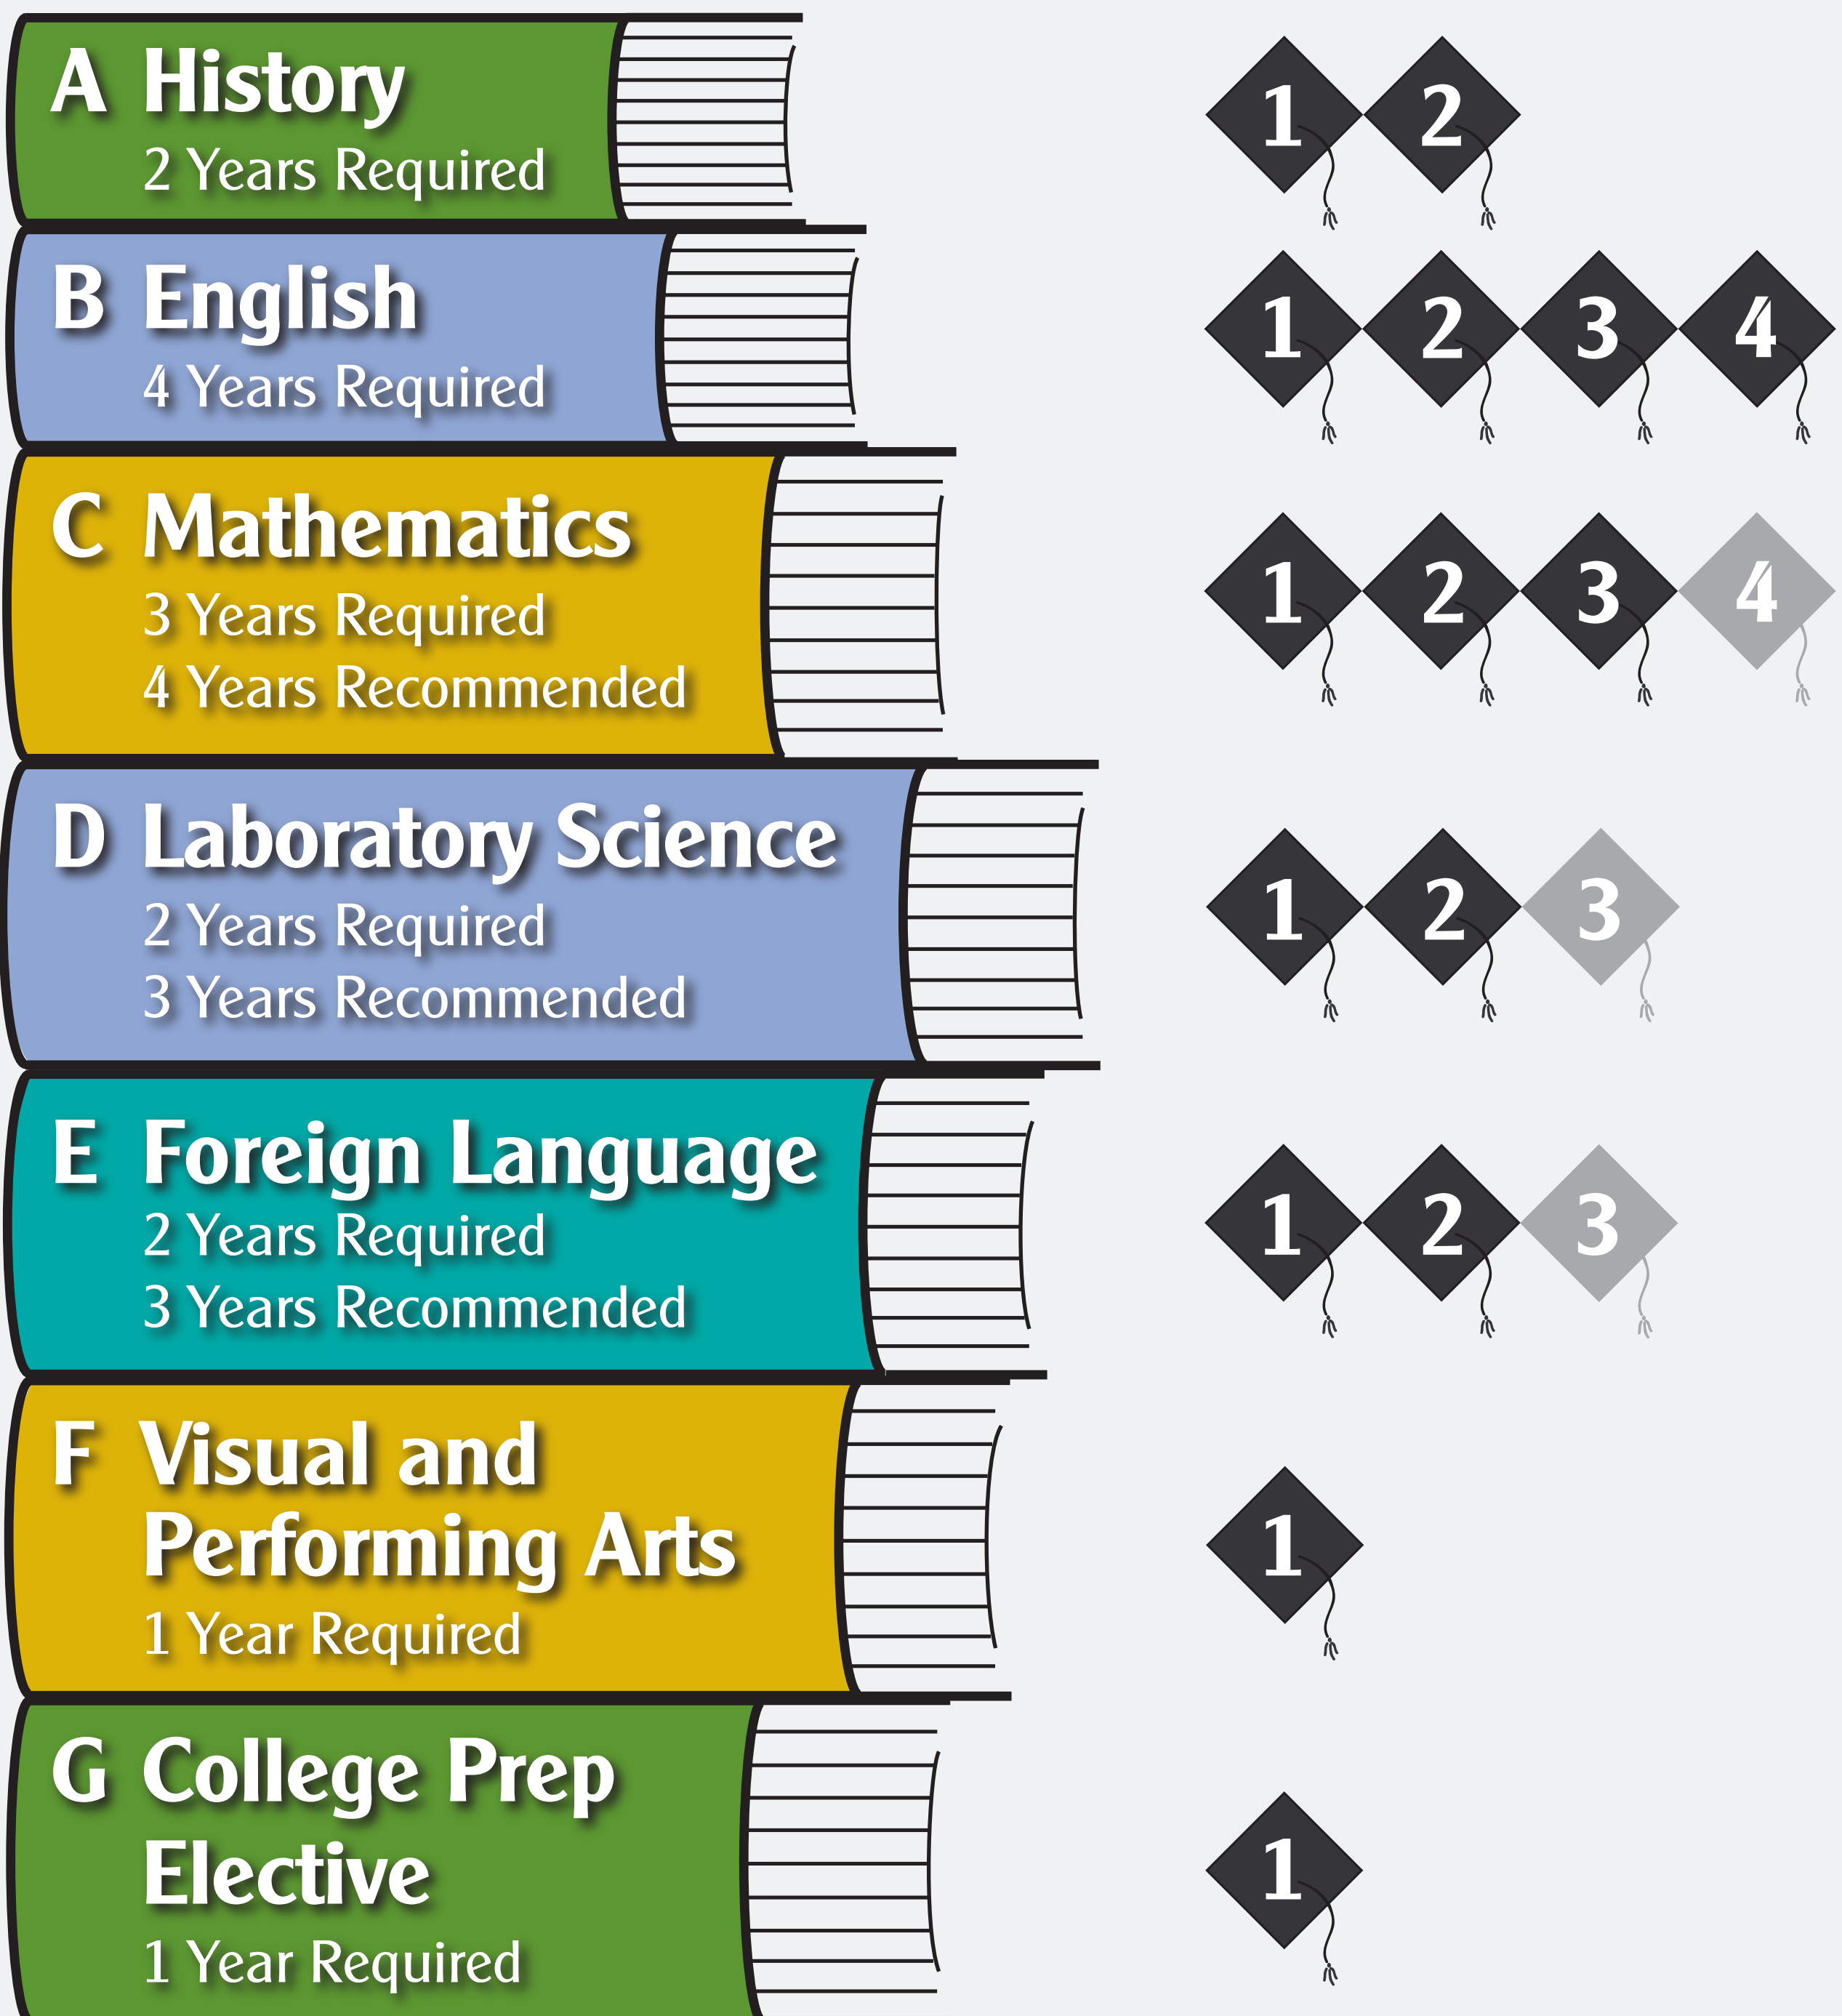 A History
2 Years Required
1 2
B English
4 Years Required
1 2 3 4
C Mathematics
3 Years Required
4 Years Recommended
1 2 3 4
D Laboratory Science
2 Years Required
3 Years Recommended
1 2 3
E Foreign Language
2 Years Required
3 Years Recommended
1 2 3
F Visual and
Performing Arts
1 Year Required
1
G College Prep
Elective
1 Year Required
1